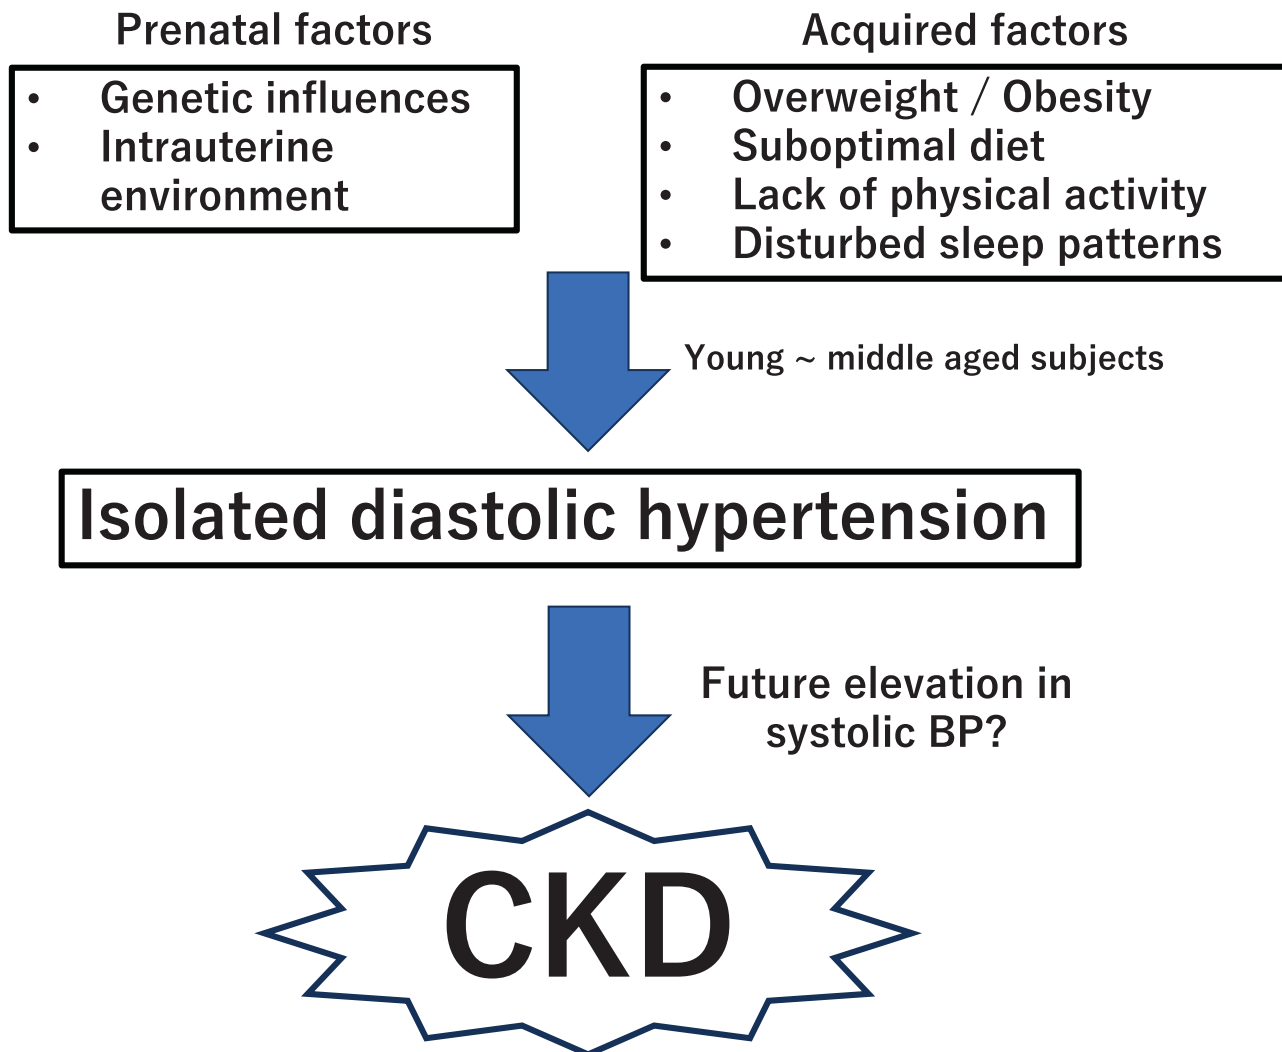 Prenatal factors
• Genetic influences
• Intrauterine
environment
Acquired factors
• Overweight / Obesity
• Suboptimal diet
• Lack of physical activity
• Disturbed sleep patterns
Young ~ middle aged subjects
Isolated diastolic hypertension
Future elevation in
systolic BP?
CKD